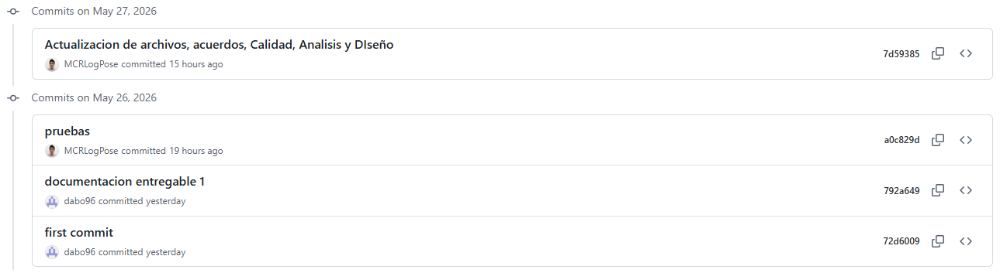 Commits on May 27, 2026
Actualizacion de archivos, acuerdos, Calidad, Analisis y DIseño
MCRLogPose committed 15 hours ago
7d59385
Commits on May 26, 2026
pruebas
MCRLogPose committed 19 hours ago
a0c829d
documentacion entregable 1
dabo96 committed yesterday
792a649
first commit
dabo96 committed yesterday
72d6009